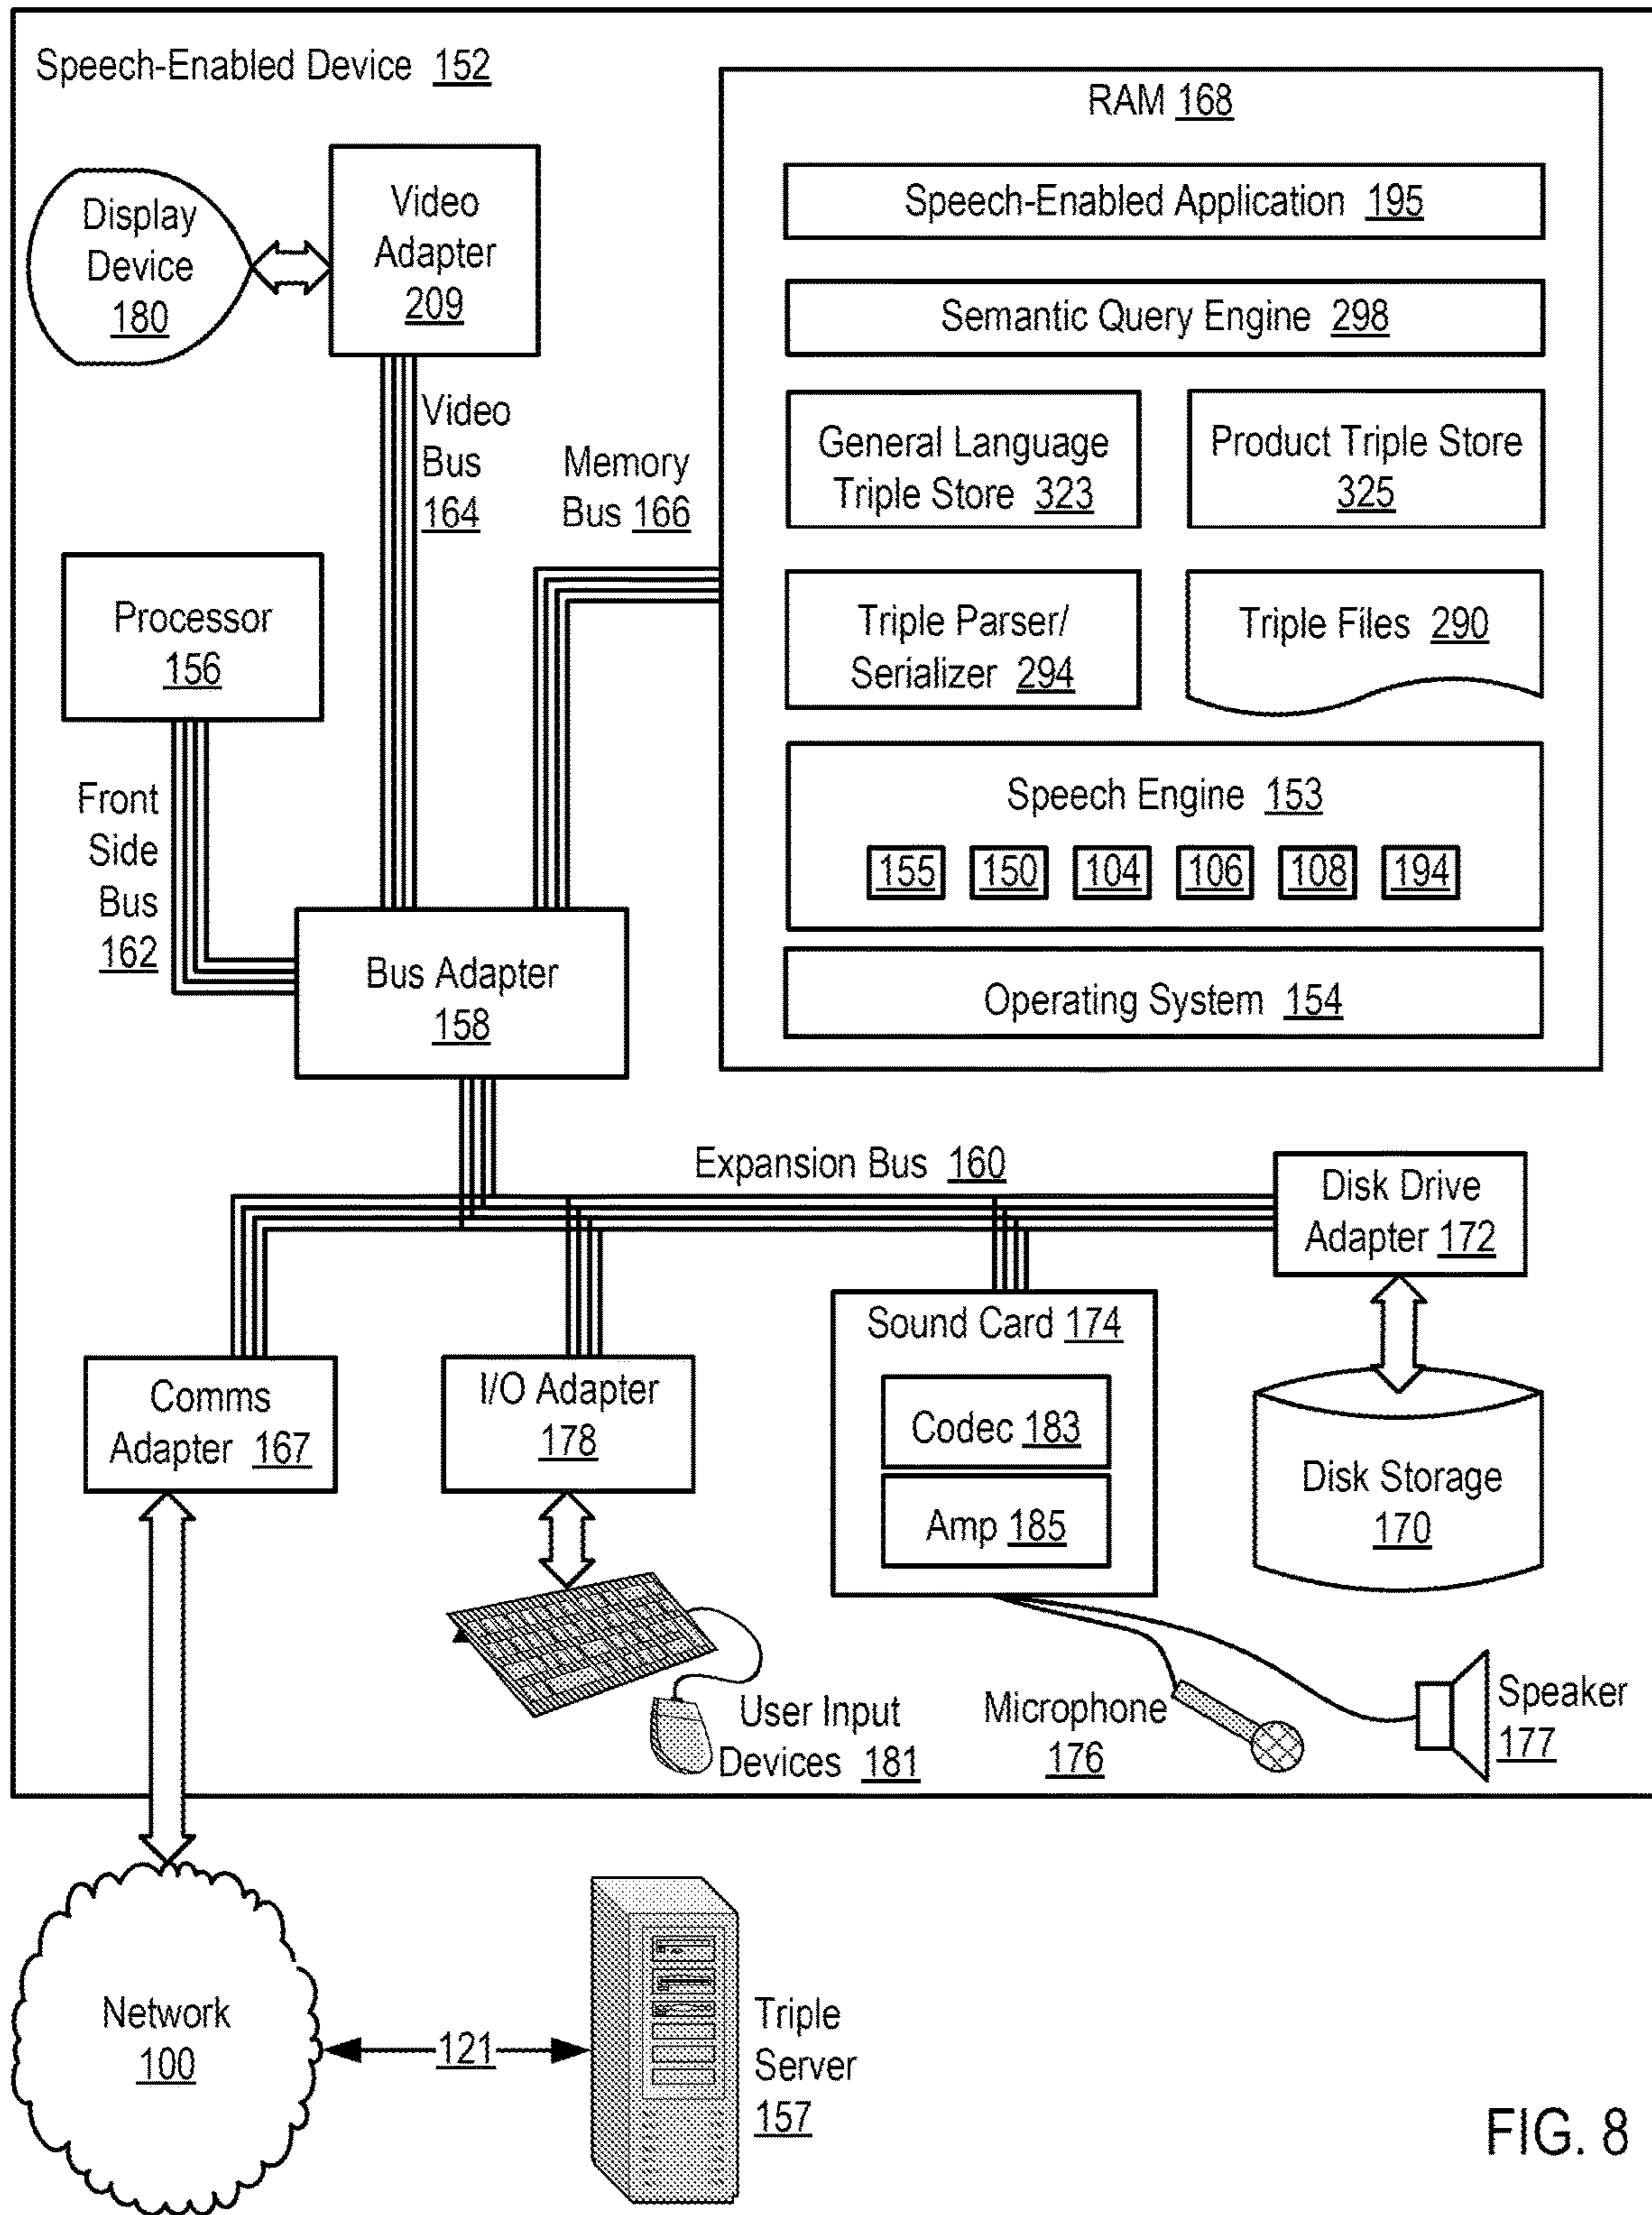 Speech-Enabled Device 152
RAM 168
Display
Device
180
Video
Adapter
209
Speech-Enabled Application 195
Semantic Query Engine 298
Video
Bus
164
Memory
Bus 166
General Language
Triple Store 323
Product Triple Store
325
Processor
156
Triple Parser/
Serializer 294
Triple Files 290
Front
Side
Bus
162
Speech Engine 153
155 150 104 106 108 194
Bus Adapter
158
Operating System 154
Expansion Bus 160
Disk Drive
Adapter 172
Comms
Adapter 167
I/O Adapter
178
Sound Card 174
Codec 183
Amp 185
Disk Storage
170
User Input
Devices 181
Microphone
176
Speaker
177
Network
100
121
Triple
Server
157
FIG. 8